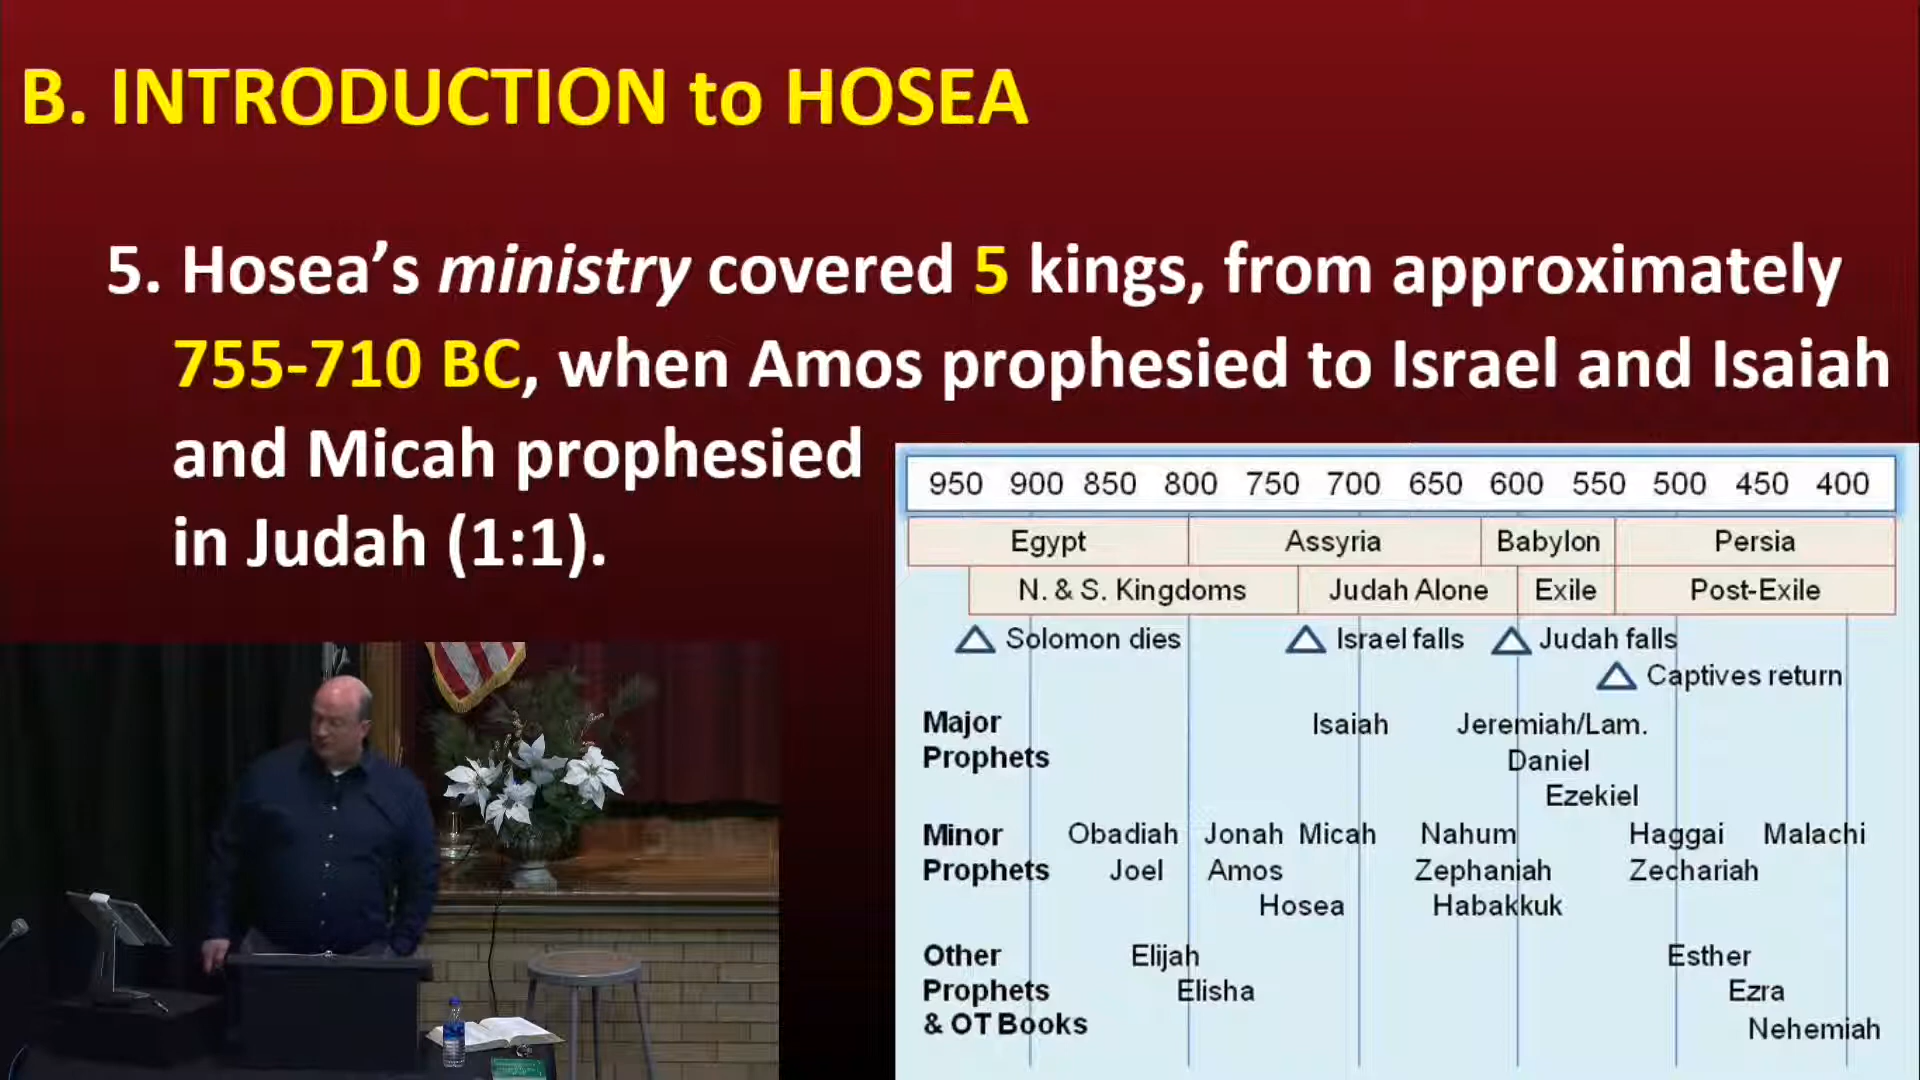 B. INTRODUCTION to HOSEA
5. Hosea’s ministry covered 5 kings, from approximately
755-710 BC, when Amos prophesied to Israel and Isaiah
and Micah prophesied
in Judah (1:1).
950 900 850 800 750 700 650 600 550 500 450 400
Egypt Assyria Babylon Persia
N. & S. Kingdoms Judah Alone Exile Post-Exile
Solomon dies Israel falls Judah falls
Captives return
Major Isaiah Jeremiah/Lam.
Prophets Daniel
Ezekiel
Minor Obadiah Jonah Micah Nahum Haggai Malachi
Prophets Joel Amos Zephaniah Zechariah
Hosea Habakkuk
Other Elijah Esther
Prophets Elisha Ezra
& OT Books Nehemiah